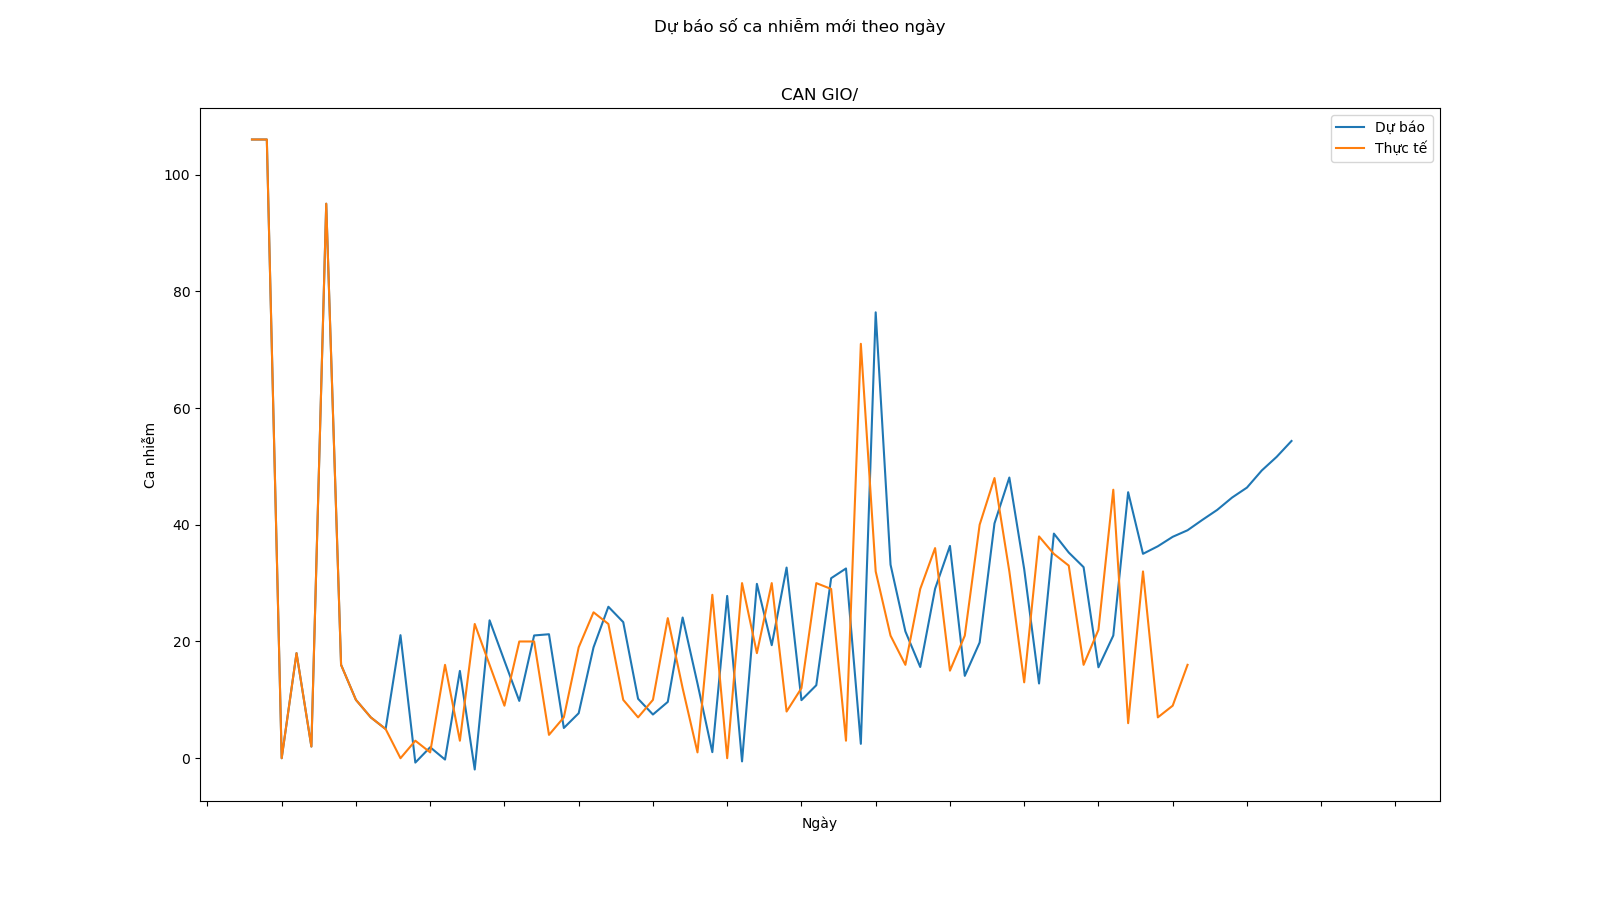 Dự báo số ca nhiễm mới theo ngày
CAN GIO/
Dự báo
Thực tế
100
80
60
40
20
0
Ca nhiễm
Ngày